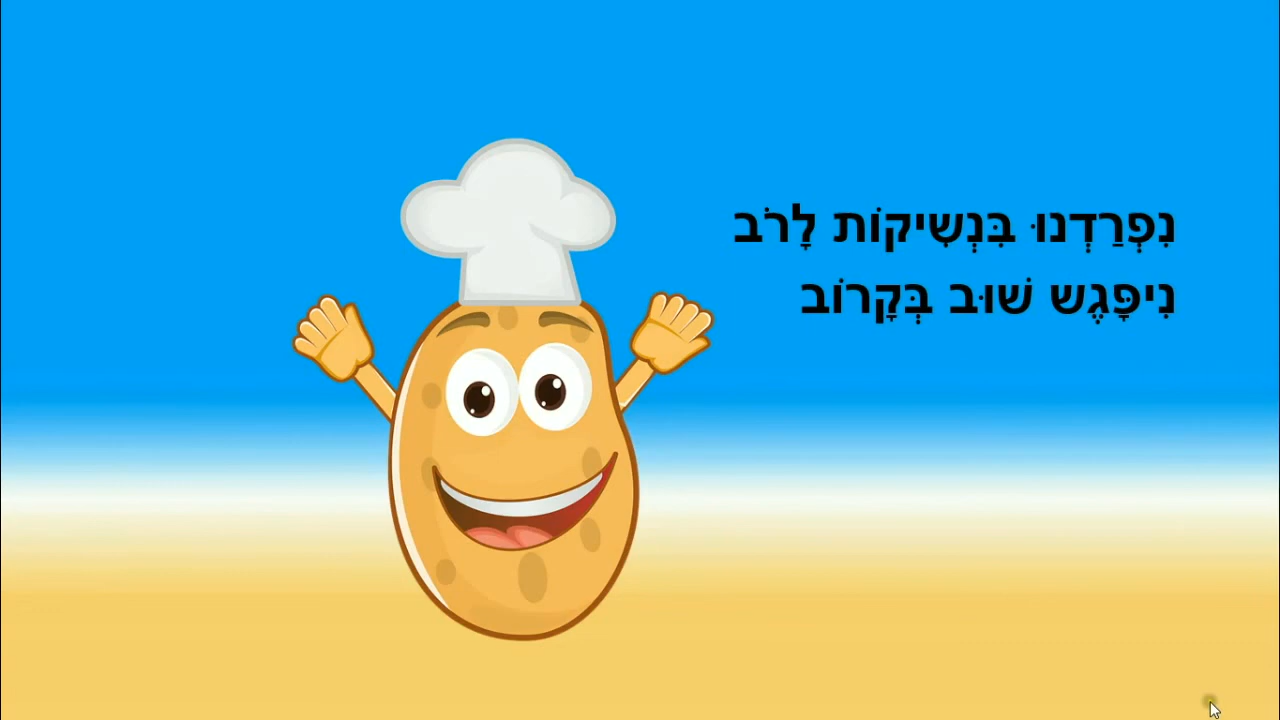 נִפְרַדְנוּ בִּנְשִׁיקוֹת לָרֹב
נִיפָּגֶש שׁוּב בְּקָרוֹב